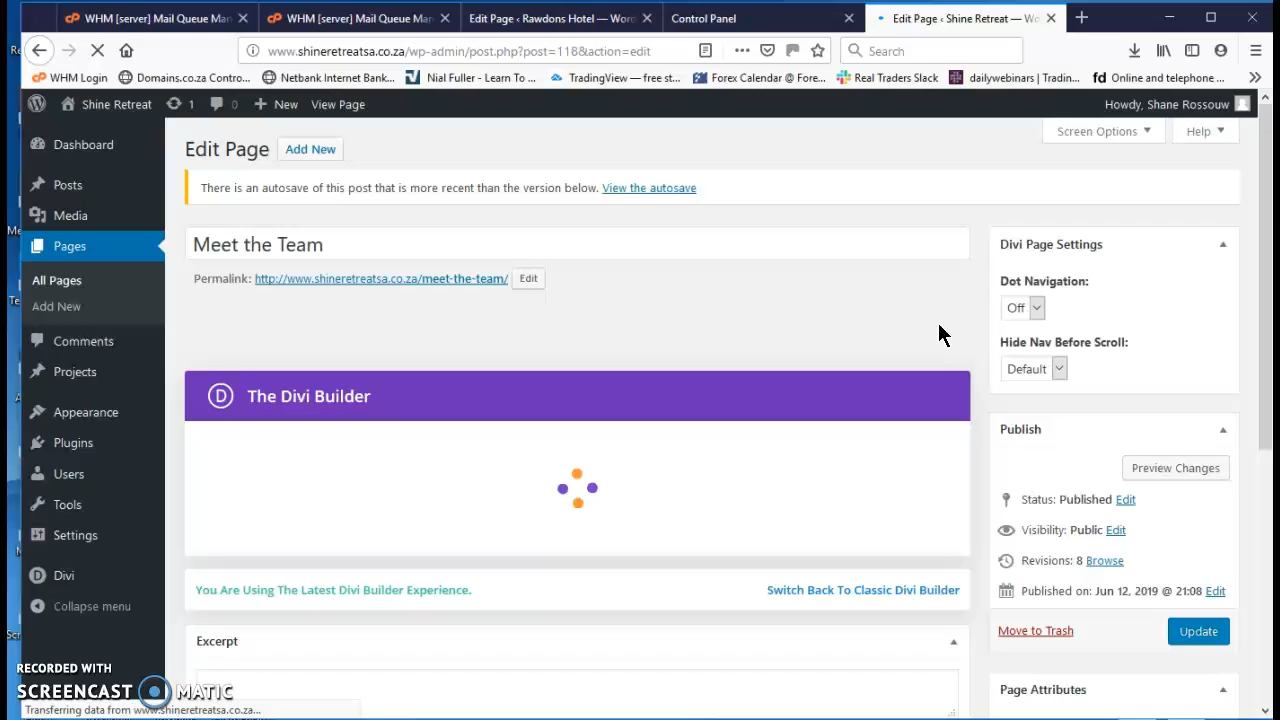 WHM [server] Mail Queue Mar
WHM [server] Mail Queue Mar
Edit Page ‹ Rawdons Hotel — Wor
Control Panel
Edit Page ‹ Shine Retreat — Wo
www.shineretreatsa.co.za/wp-admin/post.php?post=118&action=edit
Search
WHM Login
Domains.co.za Contro...
Netbank Internet Bank...
Nial Fuller - Learn To ...
TradingView — free st...
Forex Calendar @ Fore...
Real Traders Slack
dailywebinars | Tradin...
fd Online and telephone ...
Shine Retreat
1
0
New
View Page
Howdy, Shane Rossouw
Screen Options
Help
Dashboard
Posts
Media
Pages
All Pages
Add New
Comments
Projects
Appearance
Plugins
Users
Tools
Settings
Divi
Collapse menu
Edit Page
Add New
There is an autosave of this post that is more recent than the version below. View the autosave
Meet the Team
Permalink: http://www.shineretreatsa.co.za/meet-the-team/ Edit
D The Divi Builder
You Are Using The Latest Divi Builder Experience.
Switch Back To Classic Divi Builder
Excerpt
Divi Page Settings
Dot Navigation:
Off
Hide Nav Before Scroll:
Default
Publish
Preview Changes
Status: Published Edit
Visibility: Public Edit
Revisions: 8 Browse
Published on: Jun 12, 2019 @ 21:08 Edit
Move to Trash
Update
Page Attributes
RECORDED WITH
SCREENCAST MATIC
Transferring data from www.shineretreatsa.co.za...